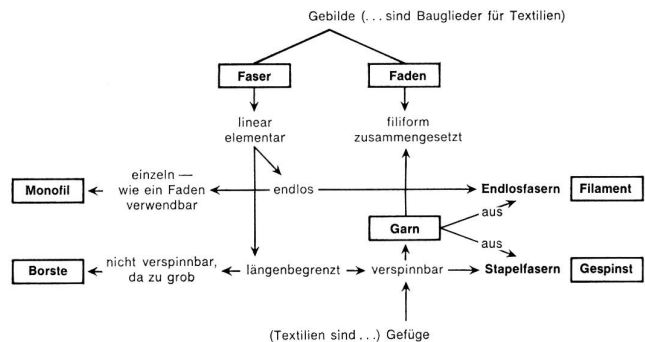 Gebilde (... sind Bauglieder für Textilien)
Faser
Faden
linear
elementar
filiform
zusammengesetzt
Monofil
einzeln —
wie ein Faden
verwendbar
endlos
Endlosfasern
Filament
aus
Garn
aus
Borste
nicht verspinnbar,
da zu grob
längenbegrenzt
verspinnbar
Stapelfasern
Gespinst
(Textilien sind ...) Gefüge